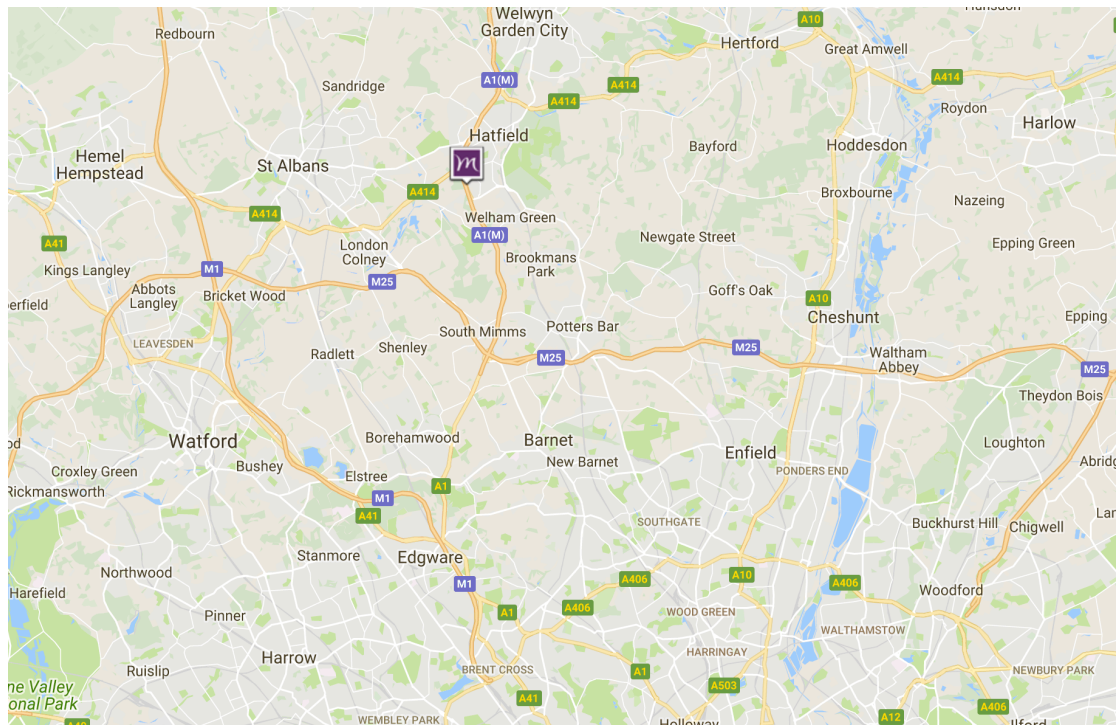 Welwyn
Garden City
Redbourn
A10
Great Amwell
Hertford
A1(M)
A414
A414
A414
Sandridge
Roydon
Hatfield
Harlow
Hemel
Hempstead
St Albans
m
Bayford
Hoddesdon
A414
Broxbourne
Nazeing
A414
Welham Green
A1(M)
Newgate Street
Epping Green
A41
London
Colney
Brookmans
Park
Kings Langley
M1
M25
Abbots
Langley
Bricket Wood
Goff's Oak
A10
Cheshunt
Epping
South Mimms
Potters Bar
LEAVESDEN
Radlett
Shenley
M25
M25
Waltham
Abbey
M25
Theydon Bois
Watford
Borehamwood
Barnet
Enfield
Loughton
Croxley Green
Bushey
New Barnet
Elstree
PONDERS END
Rickmansworth
M1
A1
A41
SOUTHGATE
Buckhurst Hill
Chigwell
Stanmore
Edgware
Northwood
M1
A406
A10
A406
Harefield
Woodford
Pinner
A1
A406
WOOD GREEN
WALTHAMSTOW
Harrow
HARRINGAY
Ruislip
BRENT CROSS
A1
NEWBURY PARK
A503
A41
A406
WEMBLEY PARK
Holloway
A12
Ilford